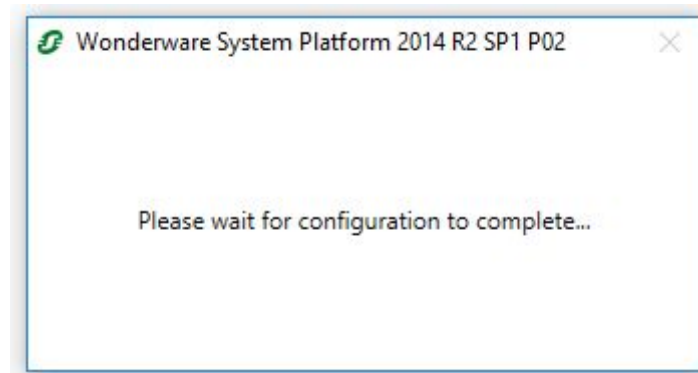 Wonderware System Platform 2014 R2 SP1 P02
Please wait for configuration to complete...